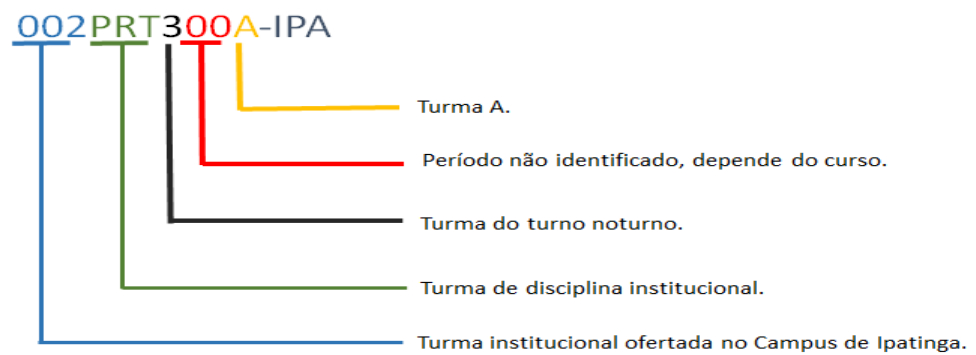 002PRT300A-IPA
Turma A.
Período não identificado, depende do curso.
Turma do turno noturno.
Turma de disciplina institucional.
Turma institucional ofertada no Campus de Ipatinga.